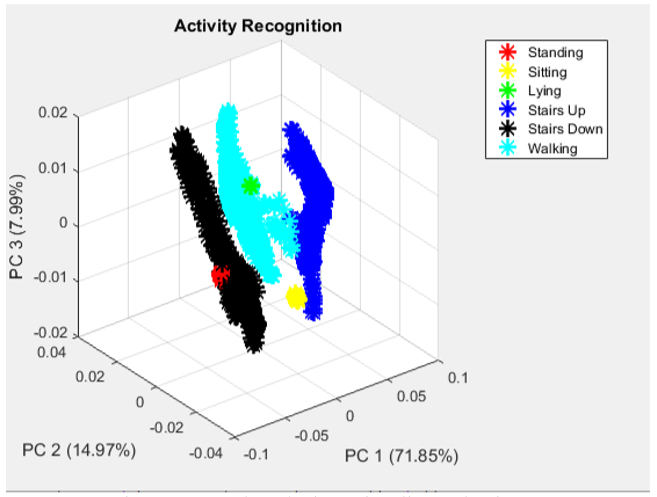 Activity Recognition
Standing
Sitting
Lying
Stairs Up
Stairs Down
Walking
0.02
0.01
0
-0.01
-0.02
PC 3 (7.99%)
0.04
0.02
0
-0.02
-0.04
PC 2 (14.97%)
-0.1
-0.05
0
0.05
0.1
PC 1 (71.85%)